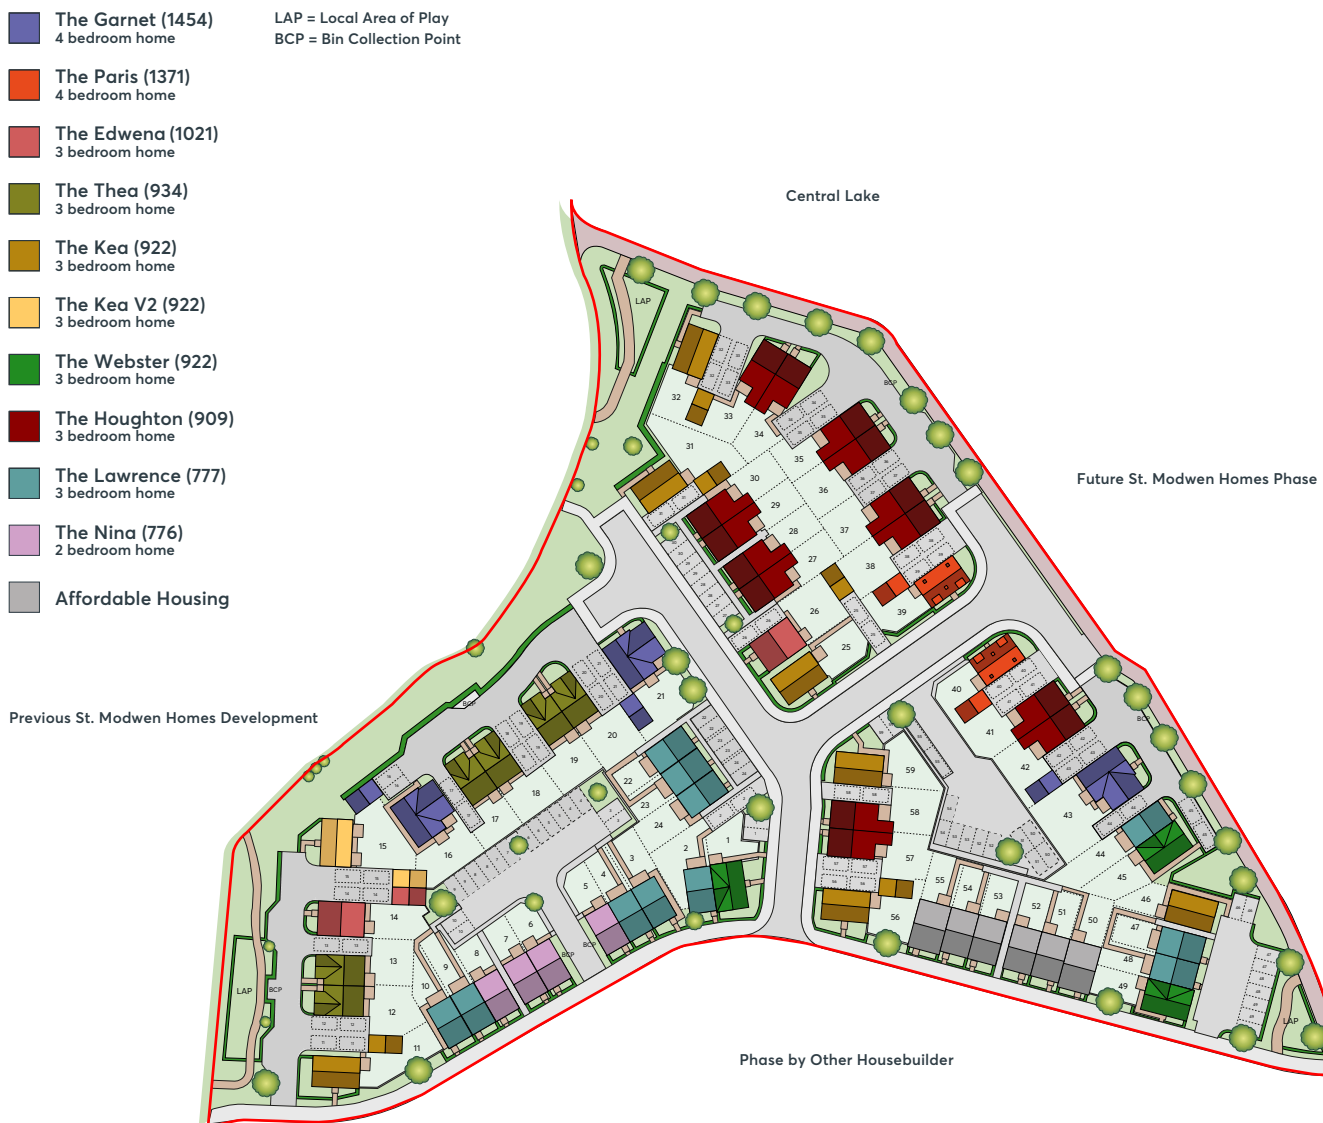 The Garnet (1454)
4 bedroom home
LAP = Local Area of Play
BCP = Bin Collection Point
The Paris (1371)
4 bedroom home
The Edwena (1021)
3 bedroom home
The Thea (934)
3 bedroom home
The Kea (922)
3 bedroom home
The Kea V2 (922)
3 bedroom home
The Webster (922)
3 bedroom home
The Houghton (909)
3 bedroom home
The Lawrence (777)
3 bedroom home
The Nina (776)
2 bedroom home
Affordable Housing
Central Lake
Future St. Modwen Homes Phase
Previous St. Modwen Homes Development
Phase by Other Housebuilder
LAP
BCP
32
33
34
31
35
30
36
29
28
37
27
38
26
39
25
40
41
42
43
44
45
46
47
48
49
50
51
52
53
54
55
56
57
58
59
BCP
BCP
21
20
19
18
17
16
15
22
23
24
1
2
3
4
5
6
7
8
9
10
11
12
13
14
BCP
BCP
BCP
LAP
LAP